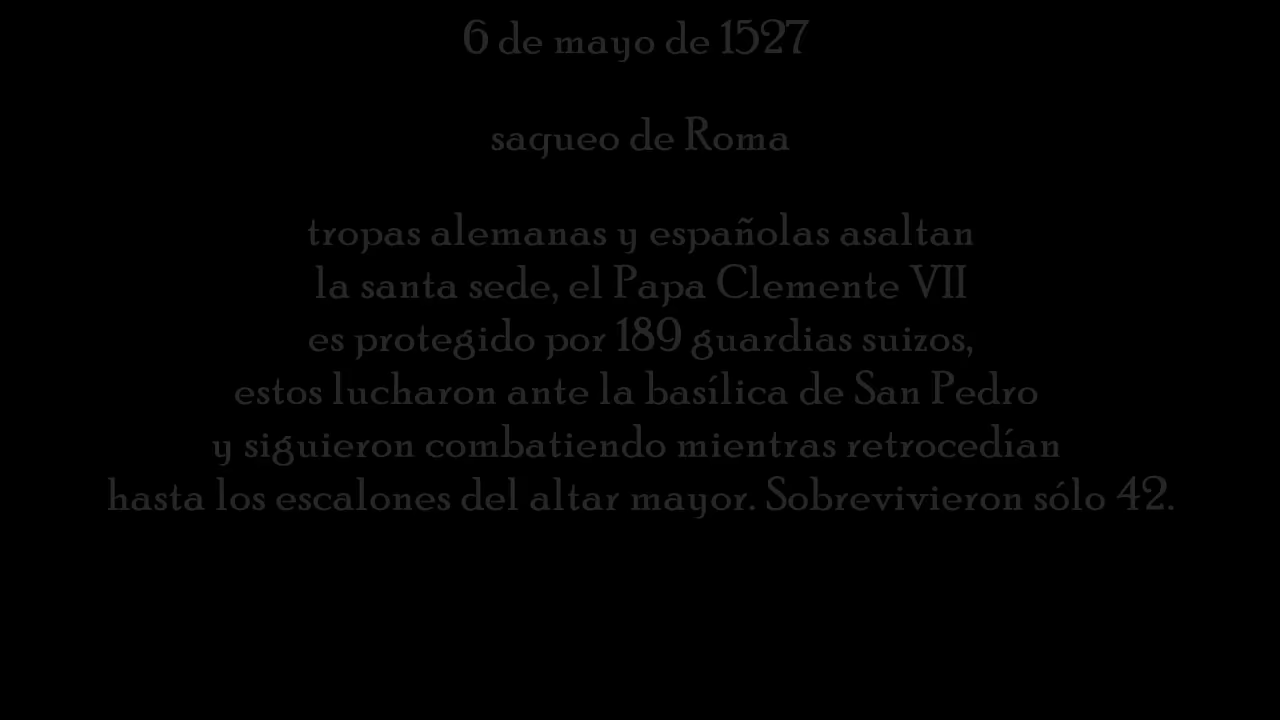 6 de mayo de 1527
saqueo de Roma
tropas alemanas y españolas asaltan
la santa sede, el Papa Clemente VII
es protegido por 189 guardias suizos,
estos lucharon ante la basílica de San Pedro
y siguieron combatiendo mientras retrocedían
hasta los escalones del altar mayor. Sobrevivieron sólo 42.